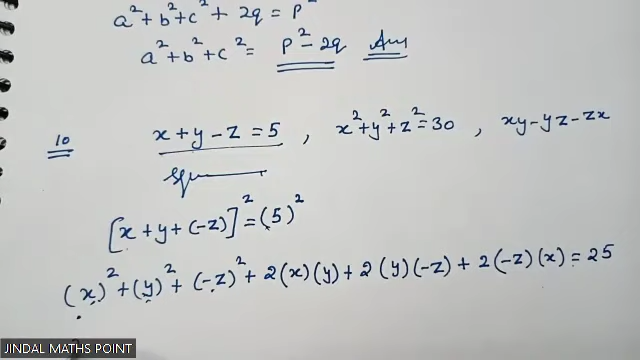 a²+b²+c²+ 2q = P²
a²+b²+c² = P²-2q Ans
10 x+y-z=5 , x²+y²+z²=30 , xy-yz-zx
[x+y+(-z)]²=(5)²
(x)²+(y)²+(-z)²+2(x)(y)+2(y)(-z)+2(-z)(x)=25
JINDAL MATHS POINT